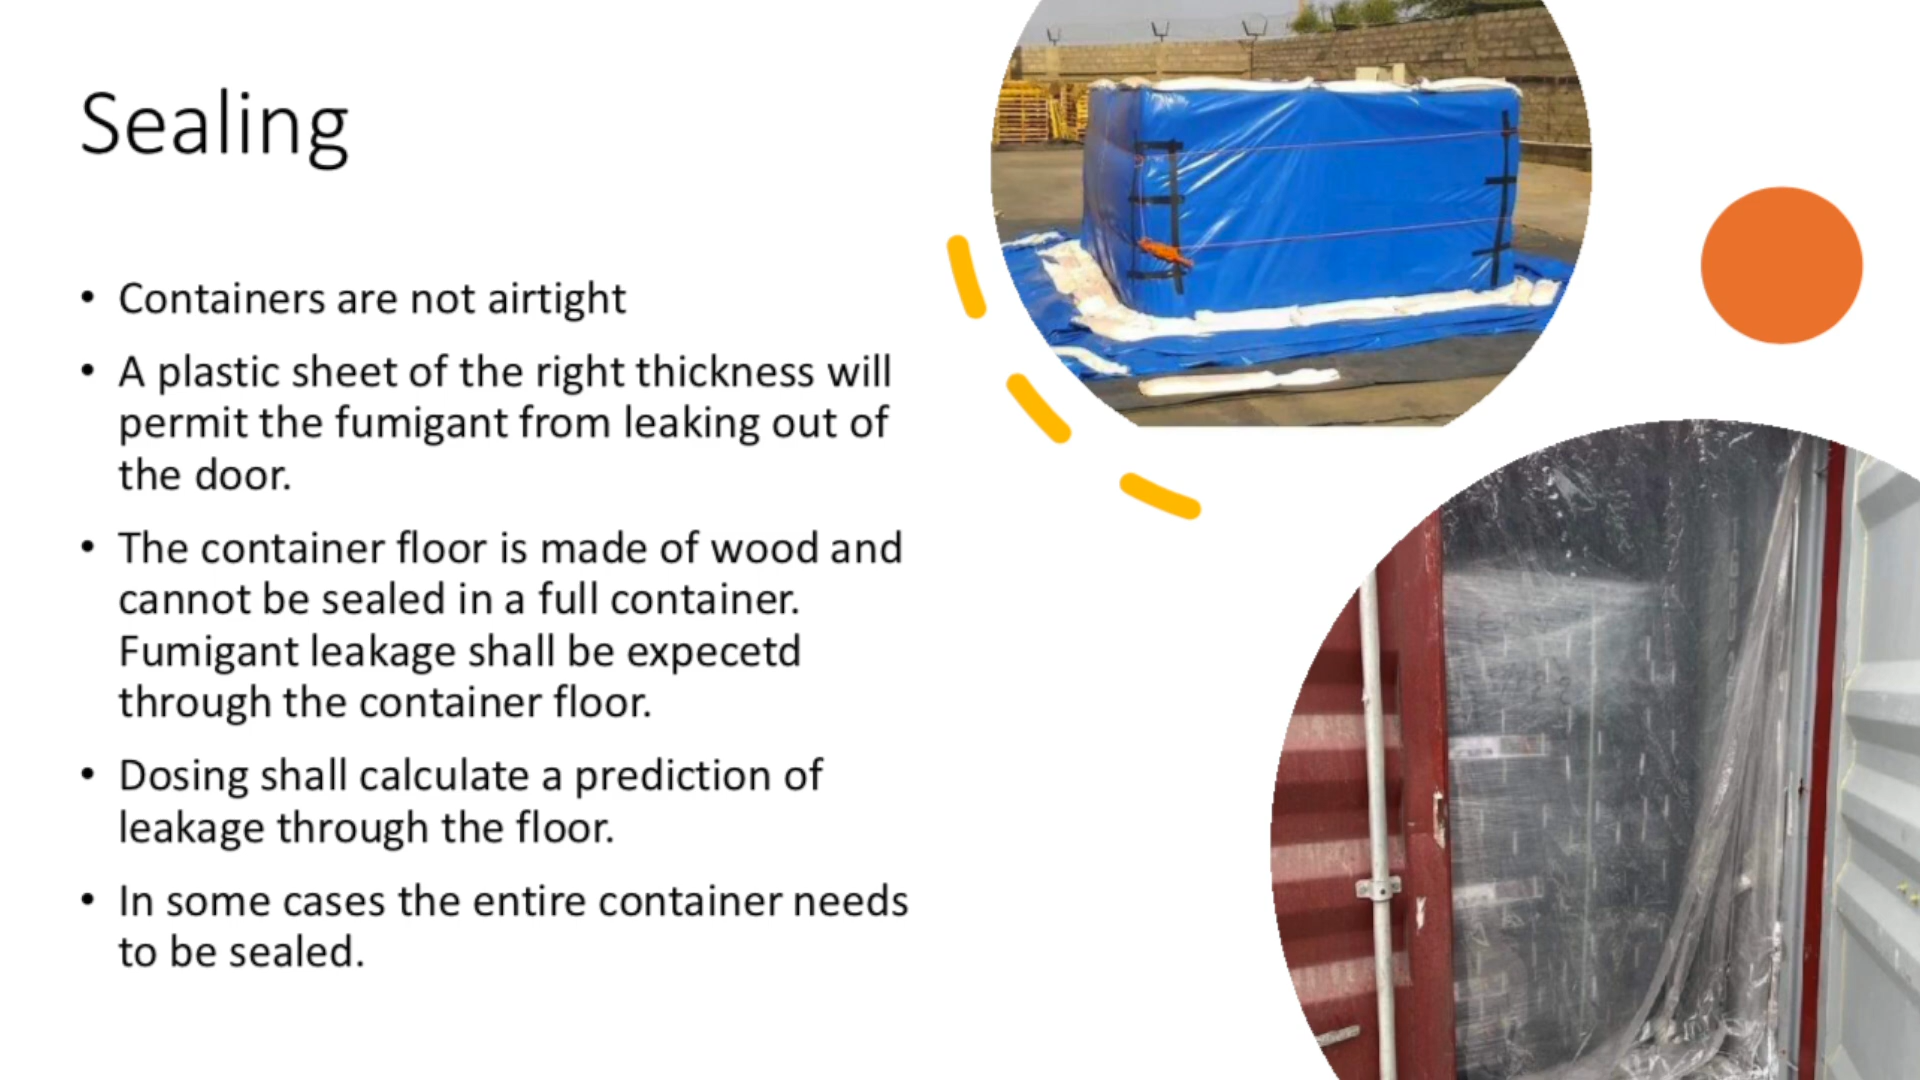 Sealing
• Containers are not airtight
• A plastic sheet of the right thickness will
permit the fumigant from leaking out of
the door.
• The container floor is made of wood and
cannot be sealed in a full container.
Fumigant leakage shall be expecetd
through the container floor.
• Dosing shall calculate a prediction of
leakage through the floor.
• In some cases the entire container needs
to be sealed.